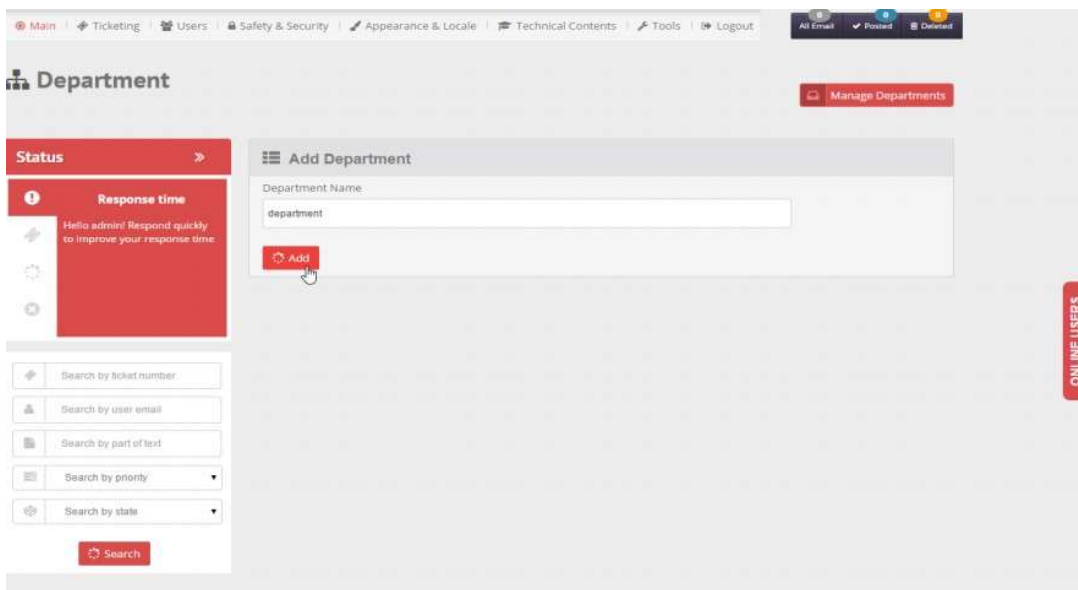 Main Ticketing Users Safety & Security Appearance & Locale Technical Contents Tools Logout
0 0 0
All Email Posted Deleted
Department
Manage Departments
Status
Response time
Hello admin! Respond quickly
to improve your response time
Add Department
Department Name
department
Add
Search by ticket number
Search by user email
Search by part of text
Search by priority
Search by state
Search
ONLINE USERS